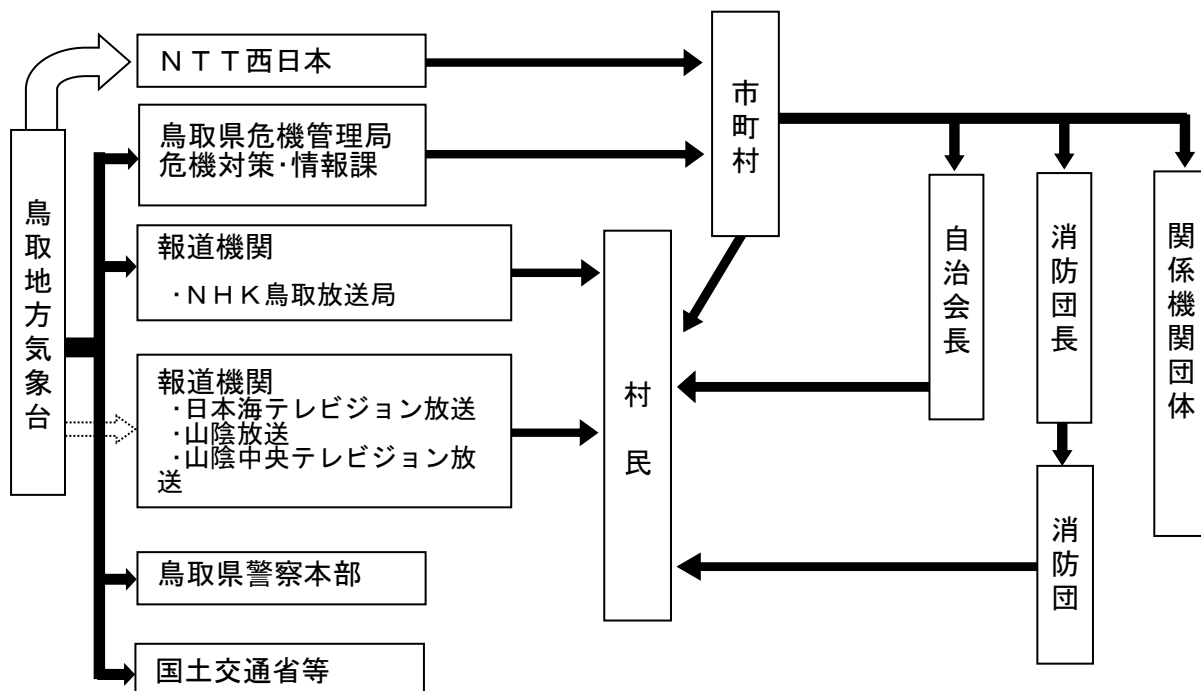 鳥取地方気象台
ＮＴＴ西日本
鳥取県危機管理局
危機対策・情報課
報道機関
・ＮＨＫ鳥取放送局
報道機関
・日本海テレビジョン放送
・山陰放送
・山陰中央テレビジョン放
送
鳥取県警察本部
国土交通省等
村民
市町村
自治会長
消防団長
消防団
関係機関団体